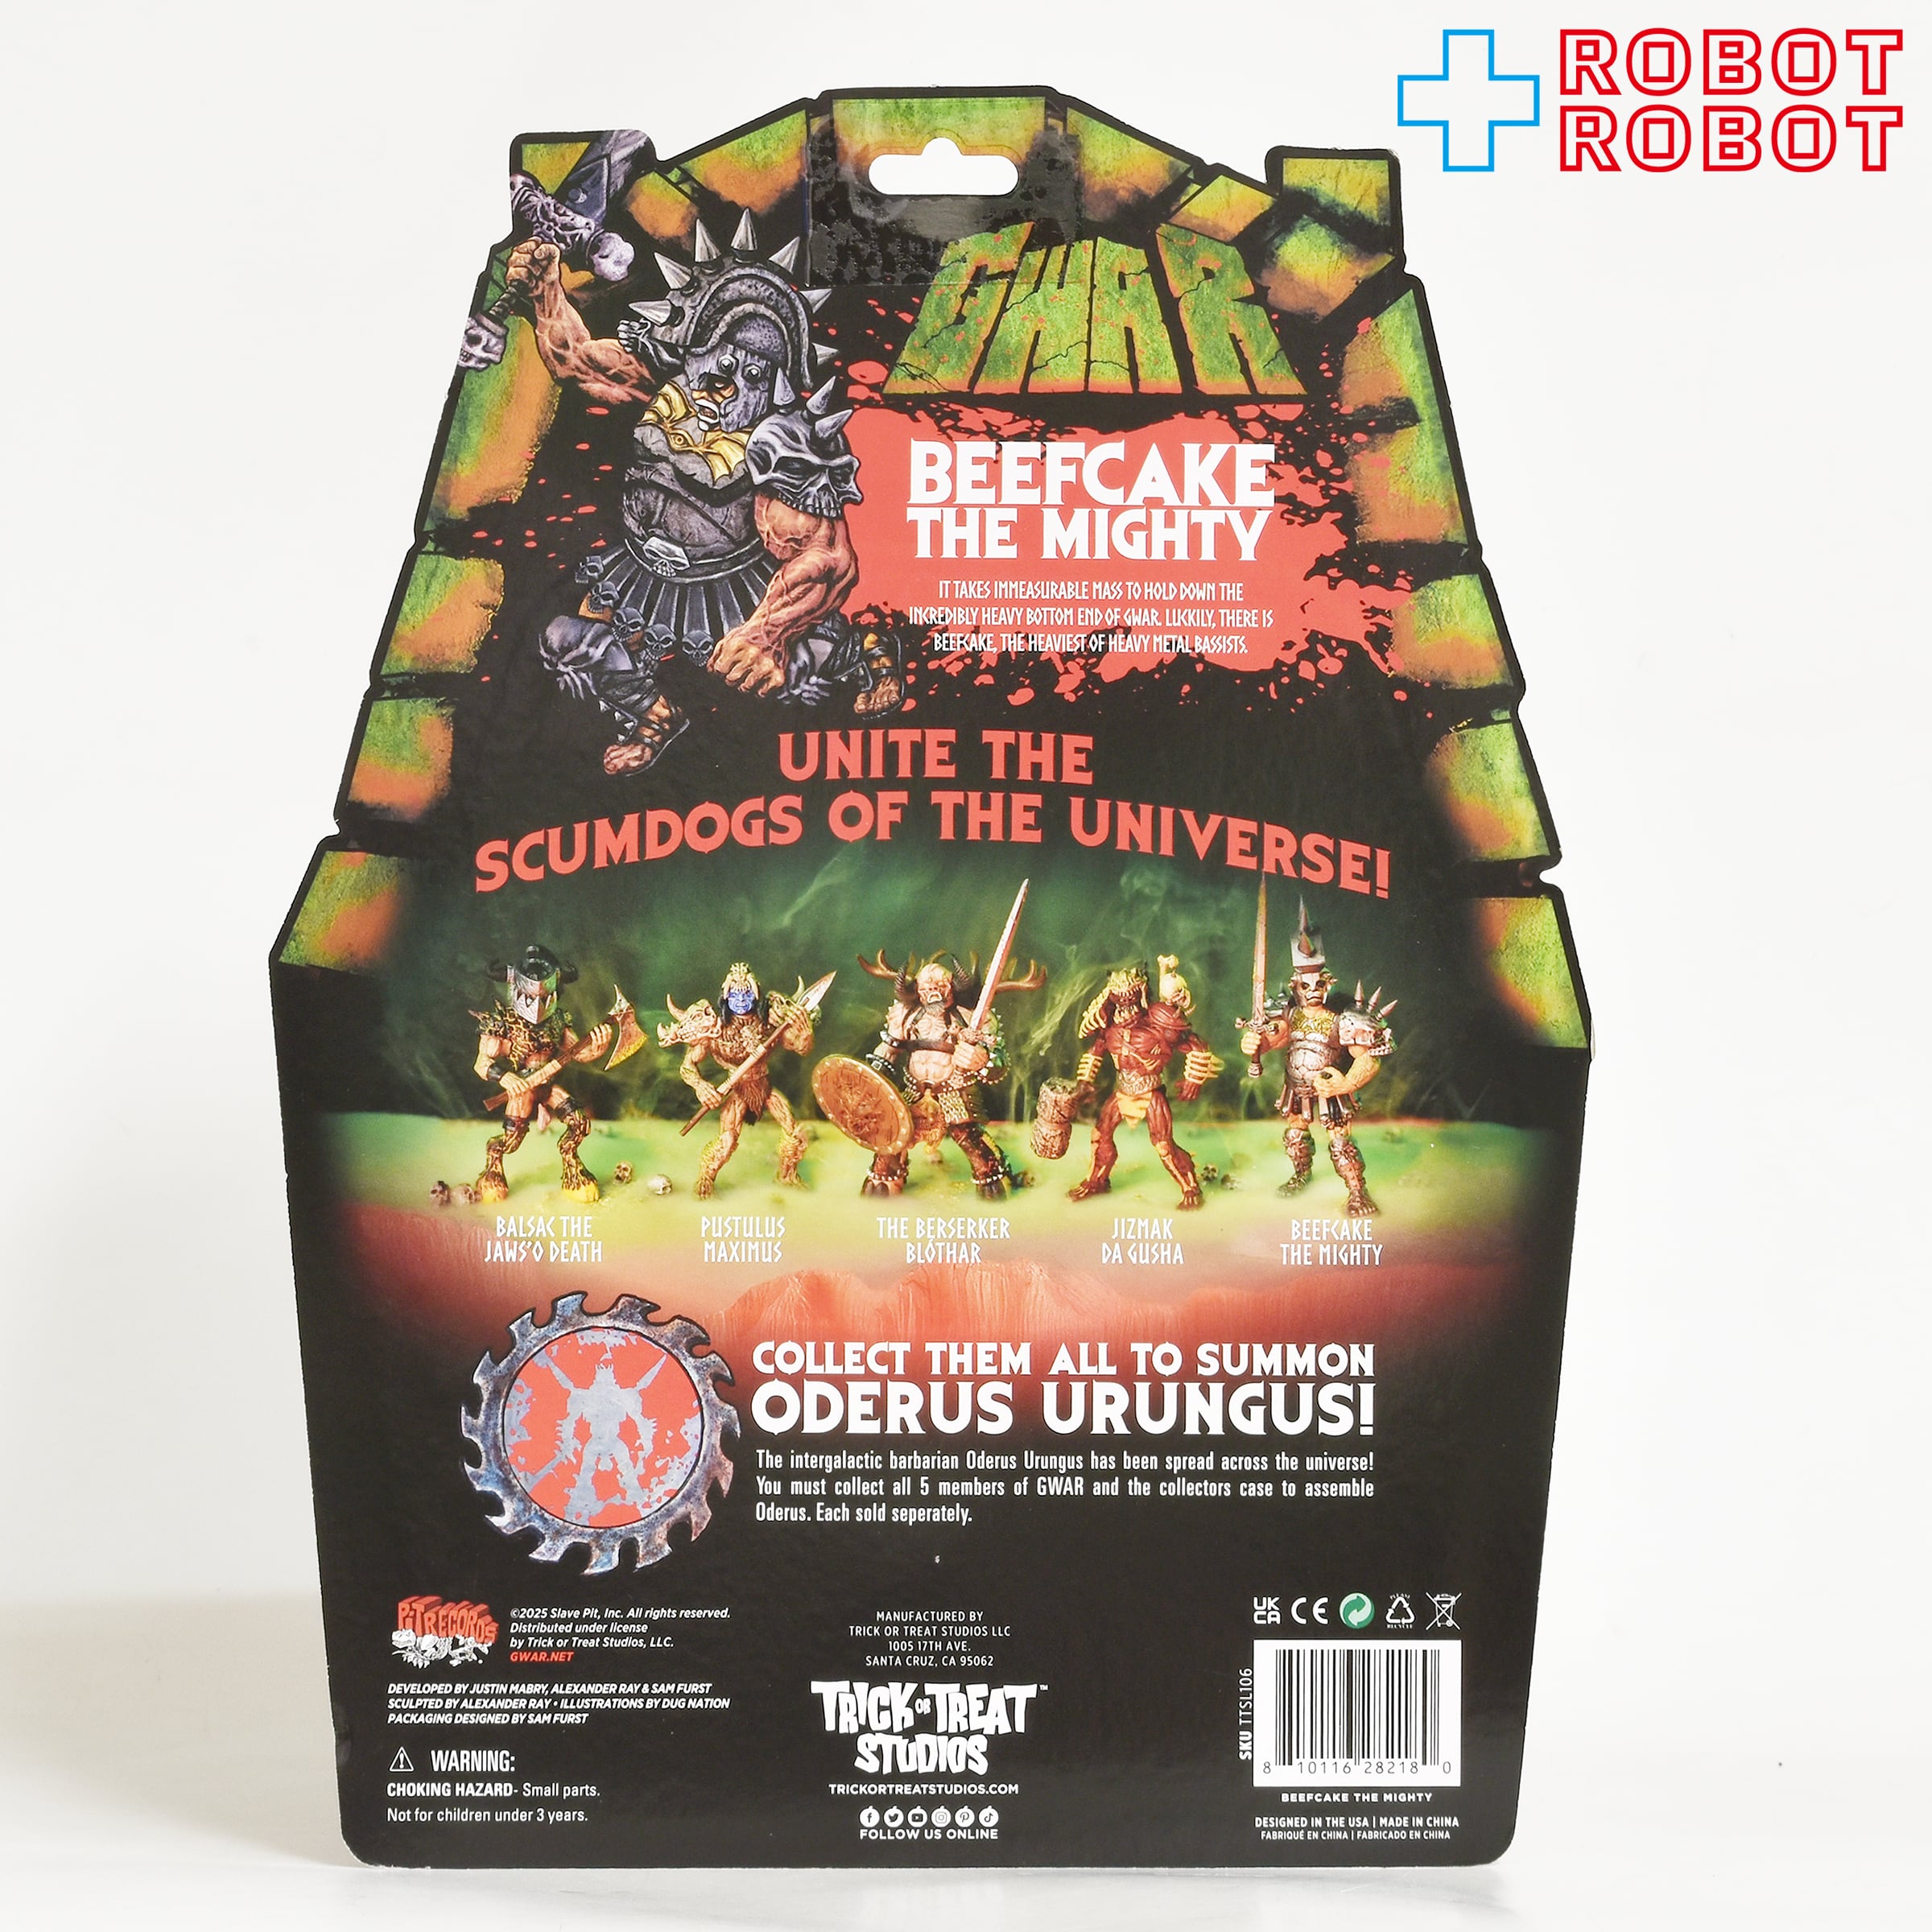 ROBOT
ROBOT
GWAR
BEEFCAKE
THE MIGHTY
IT TAKES IMMEASURABLE MASS TO HOLD DOWN THE
INCREDIBLY HEAVY BOTTOM END OF GWAR. LUCKILY, THERE IS
BEEFCAKE, THE HEAVIEST OF HEAVY METAL BASSISTS.
UNITE THE
SCUMDOGS OF THE UNIVERSE!
BALSAC THE
JAWS'O DEATH
PUSTULUS
MAXIMUS
THE BERSERKER
BLÓTHAR
JIZMAK
DA GUSHA
BEEFCAKE
THE MIGHTY
COLLECT THEM ALL TO SUMMON
ODERUS URUNGUS!
The intergalactic barbarian Oderus Urungus has been spread across the universe!
You must collect all 5 members of GWAR and the collectors case to assemble
Oderus. Each sold seperately.
PIT RECORDS
©2025 Slave Pit, Inc. All rights reserved.
Distributed under license
by Trick or Treat Studios, LLC.
GWAR.NET
DEVELOPED BY JUSTIN MABRY, ALEXANDER RAY & SAM FURST
SCULPTED BY ALEXANDER RAY • ILLUSTRATIONS BY DUG NATION
PACKAGING DESIGNED BY SAM FURST
WARNING:
CHOKING HAZARD- Small parts.
Not for children under 3 years.
MANUFACTURED BY
TRICK OR TREAT STUDIOS LLC
1005 17TH AVE.
SANTA CRUZ, CA 95062
TRICK OR TREAT™
STUDIOS
TRICKORTREATSTUDIOS.COM
FOLLOW US ONLINE
UK
CA
CE
PLEASE
RECYCLE
SKU TTSL106
8 10116 28218 0
BEEFCAKE THE MIGHTY
DESIGNED IN THE USA | MADE IN CHINA
FABRIQUÉ EN CHINA | FABRICADO EN CHINA